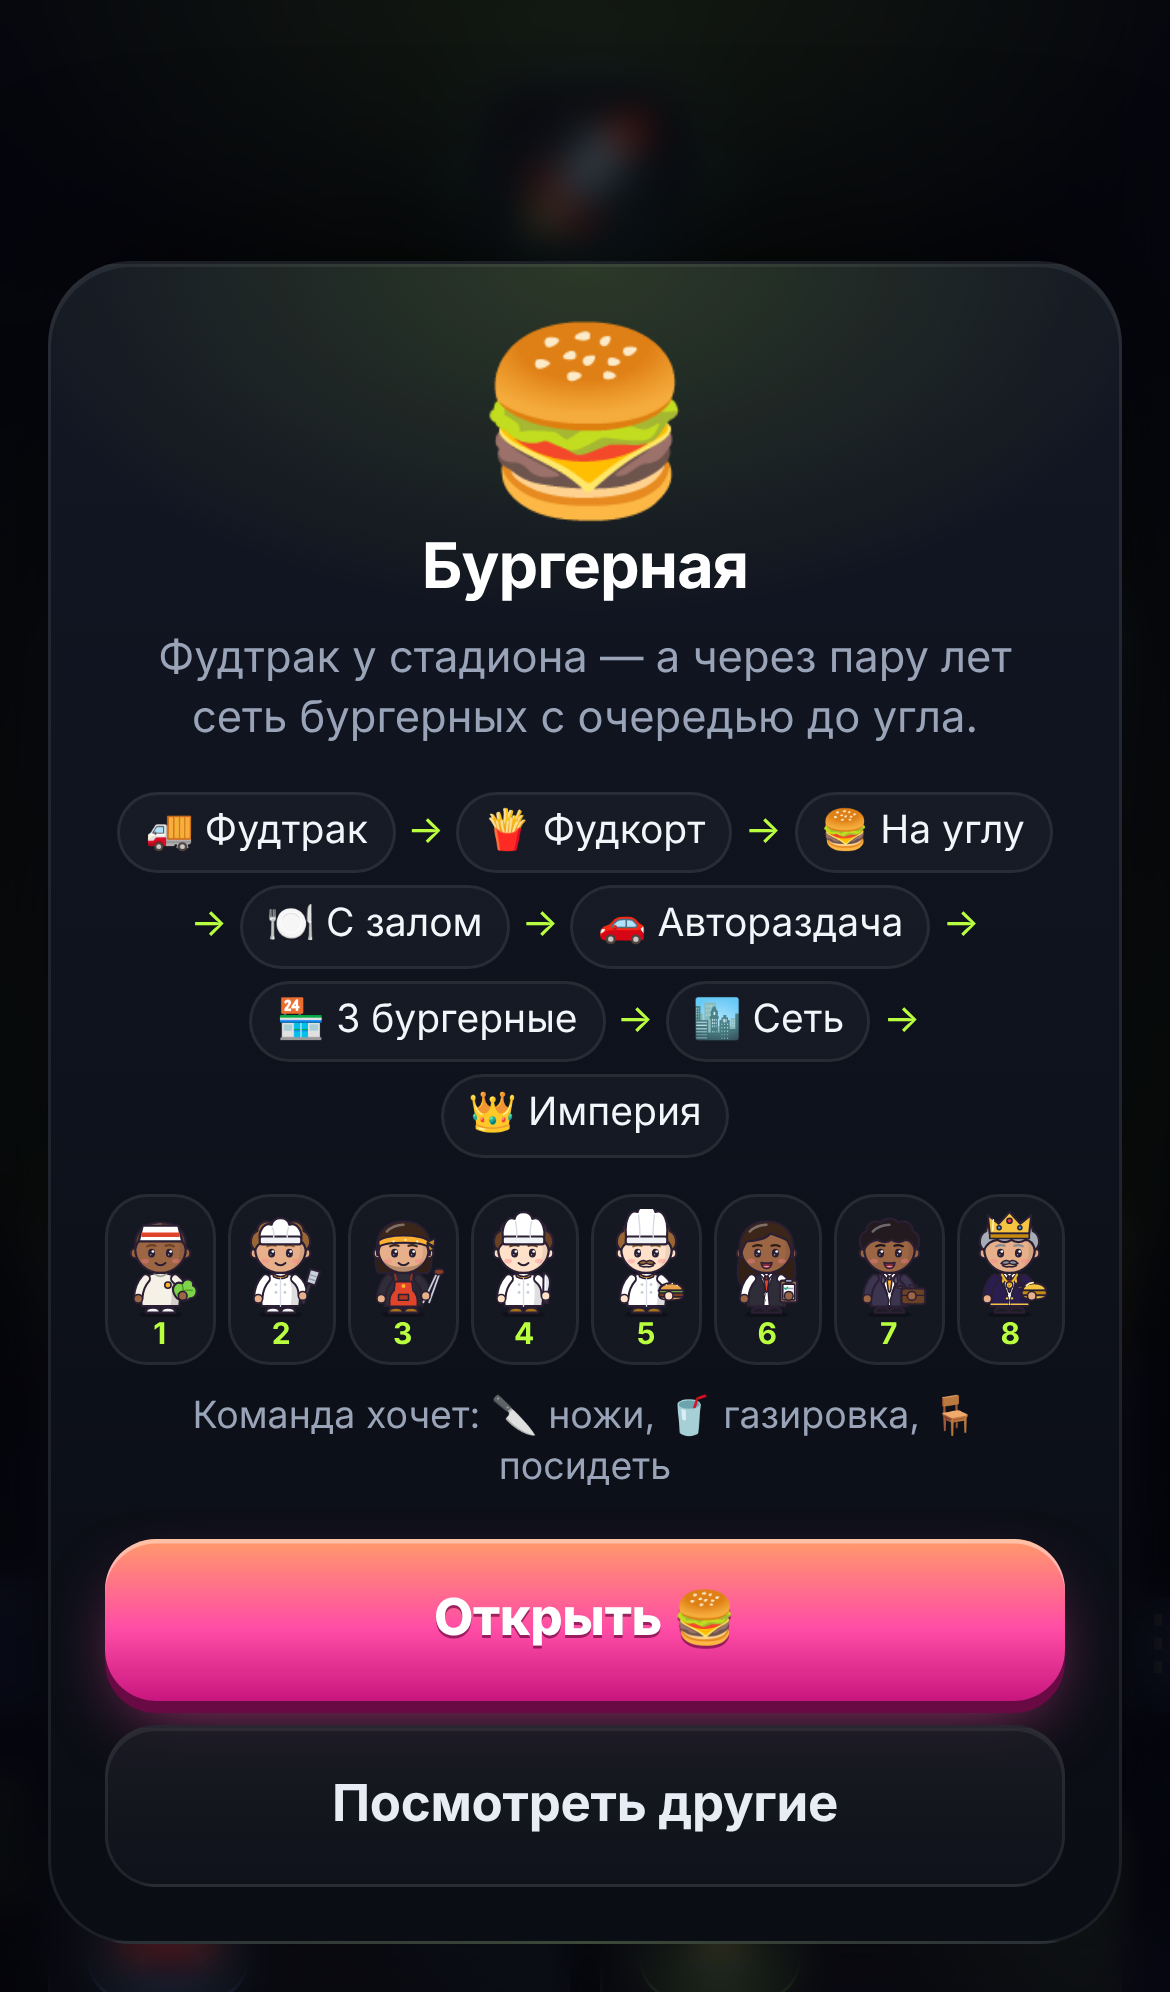 Бургерная
Фудтрак у стадиона — а через пару лет
сеть бургерных с очередью до угла.
🚚 Фудтрак → 🍟 Фудкорт → 🍔 На углу
→ 🍽️ С залом → 🚗 Автораздача →
🏪 3 бургерные → 🏙️ Сеть →
👑 Империя
1 2 3 4 5 6 7 8
Команда хочет: 🔪 ножи, 🥤 газировка, 🪑
посидеть
Открыть 🍔
Посмотреть другие